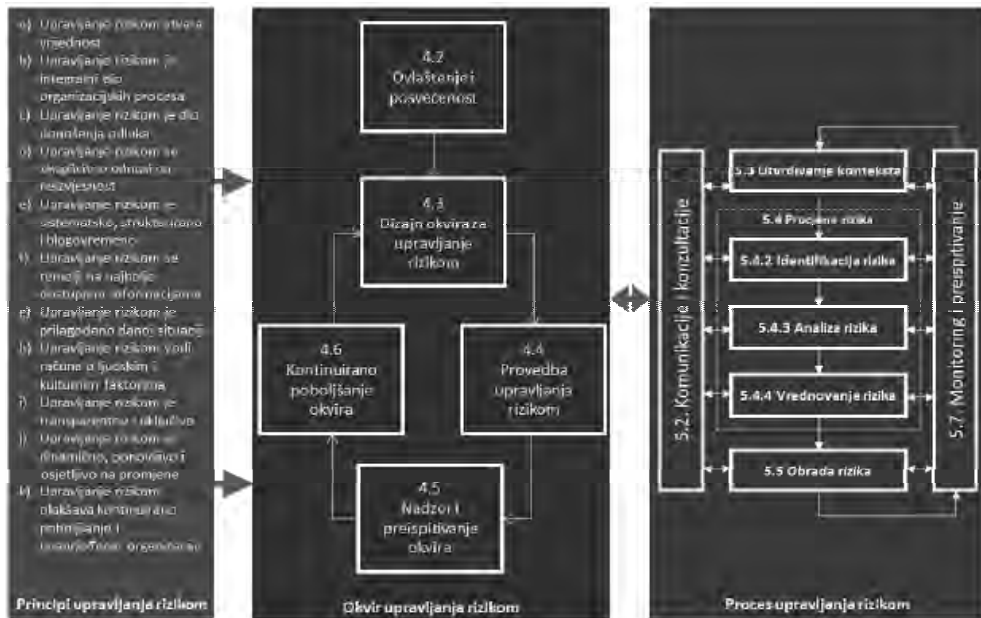 a) Upravljanje rizikom stvara
vrijednost
b) Upravljanje rizikom je
integralni dio
organizacijskih procesa
c) Upravljanje rizikom je dio
donošenja odluka
d) Upravljanje rizikom se
eksplicitno odnosi na
neizvjesnost
e) Upravljanje rizikom je
sistematsko, strukturirano
i blagovremeno
f) Upravljanje rizikom se
temelji na najbolje
dostupnim informacijama
g) Upravljanje rizikom je
prilagođeno danoj situaciji
h) Upravljanje rizikom vodi
računa o ljudskim i
kulturnim faktorima
i) Upravljanje rizikom je
transparentno i uključivo
j) Upravljanje rizikom je
dinamično, ponovljivo i
osjetljivo na promjene
k) Upravljanje rizikom
olakšava kontinuirano
poboljšanje i
organizacije
Principi upravljanja rizikom
4.2
Ovlaštenje i
posvećenost
4.3
Dizajn okvira za
upravljanje
rizikom
4.6
Kontinuirano
poboljšanje
okvira
4.4
Provedba
upravljanja
rizikom
4.5
Nadzor i
preispitivanje
okvira
Okvir upravljanja rizikom
5.2. Komunikacije i konzultacije
5.3 Utvrđivanje konteksta
5.4 Procjena rizika
5.4.2 Identifikacija rizika
5.4.3 Analiza rizika
5.4.4 Vrednovanje rizika
5.5 Obrada rizika
5.7. Monitoring i preispitivanje
Proces upravljanja rizikom